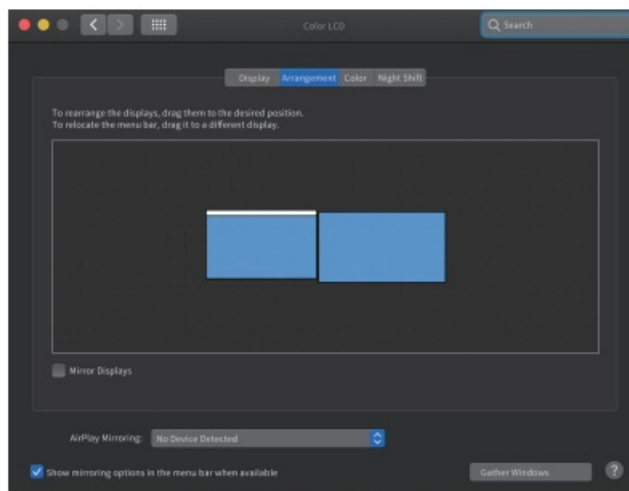 Color LCD
Search
Display Arrangement Color Night Shift
To rearrange the displays, drag them to the desired position.
To relocate the menu bar, drag it to a different display.
Mirror Displays
AirPlay Mirroring: No Device Detected
Show mirroring options in the menu bar when available
Gather Windows
?